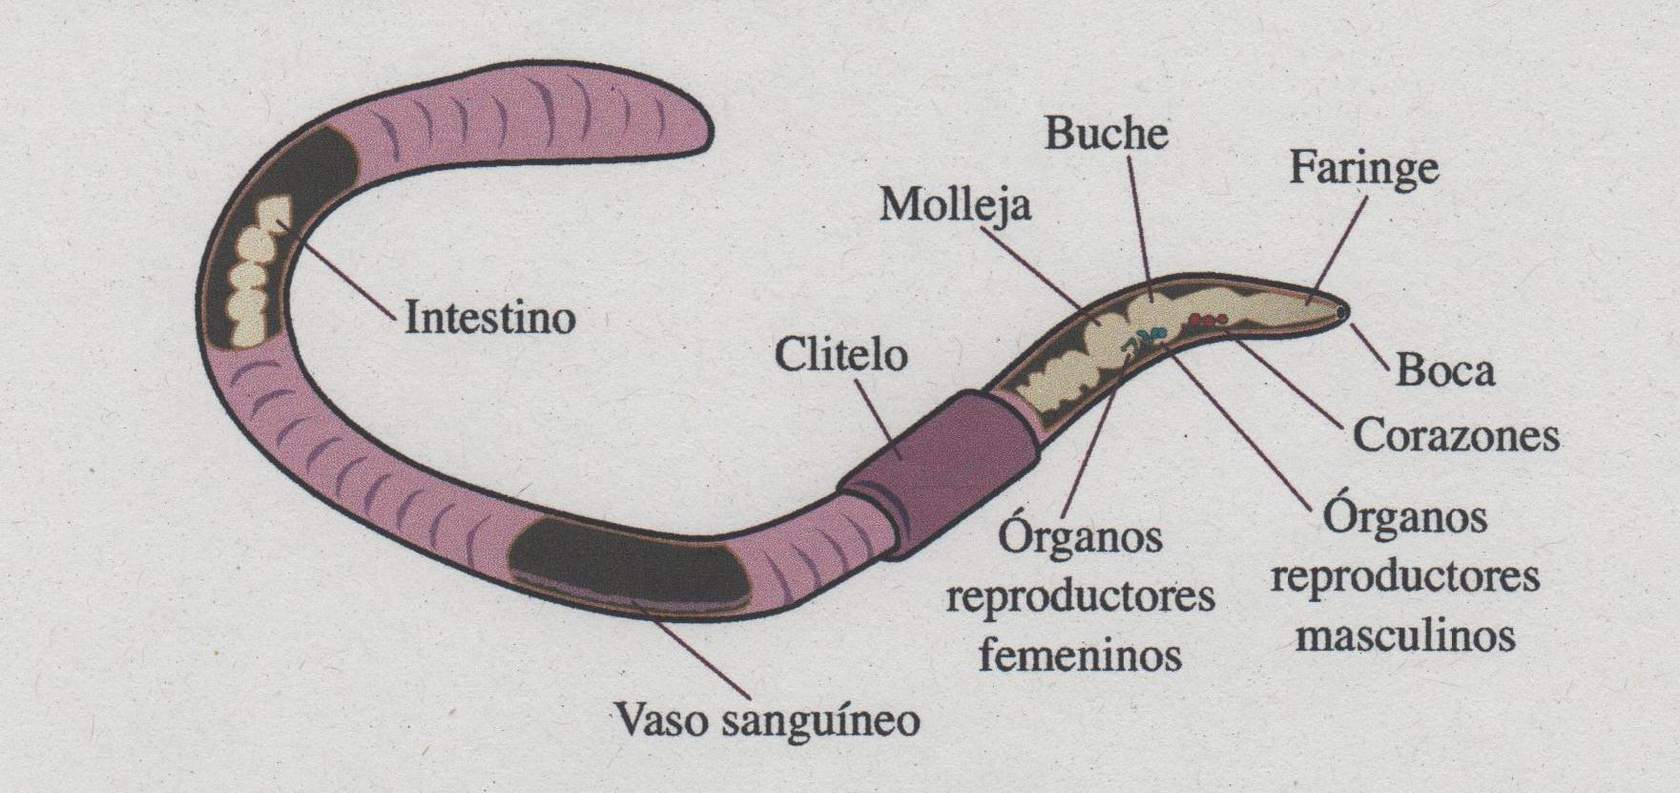 Buche
Faringe
Molleja
Intestino
Clitelo
Boca
Corazones
Órganos
reproductores
femeninos
Órganos
reproductores
masculinos
Vaso sanguíneo